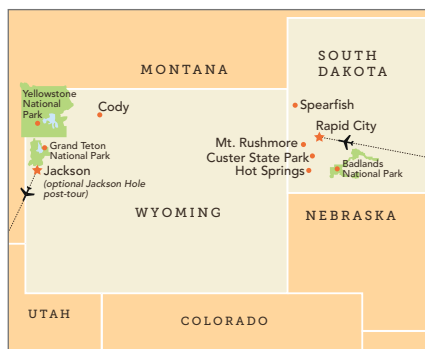 SOUTH
DAKOTA
MONTANA
Yellowstone
National
Park
Cody
Spearfish
Rapid City
Mt. Rushmore
Custer State Park
Hot Springs
Badlands
National Park
Grand Teton
National Park
Jackson
(optional Jackson Hole
post-tour)
WYOMING
NEBRASKA
UTAH
COLORADO